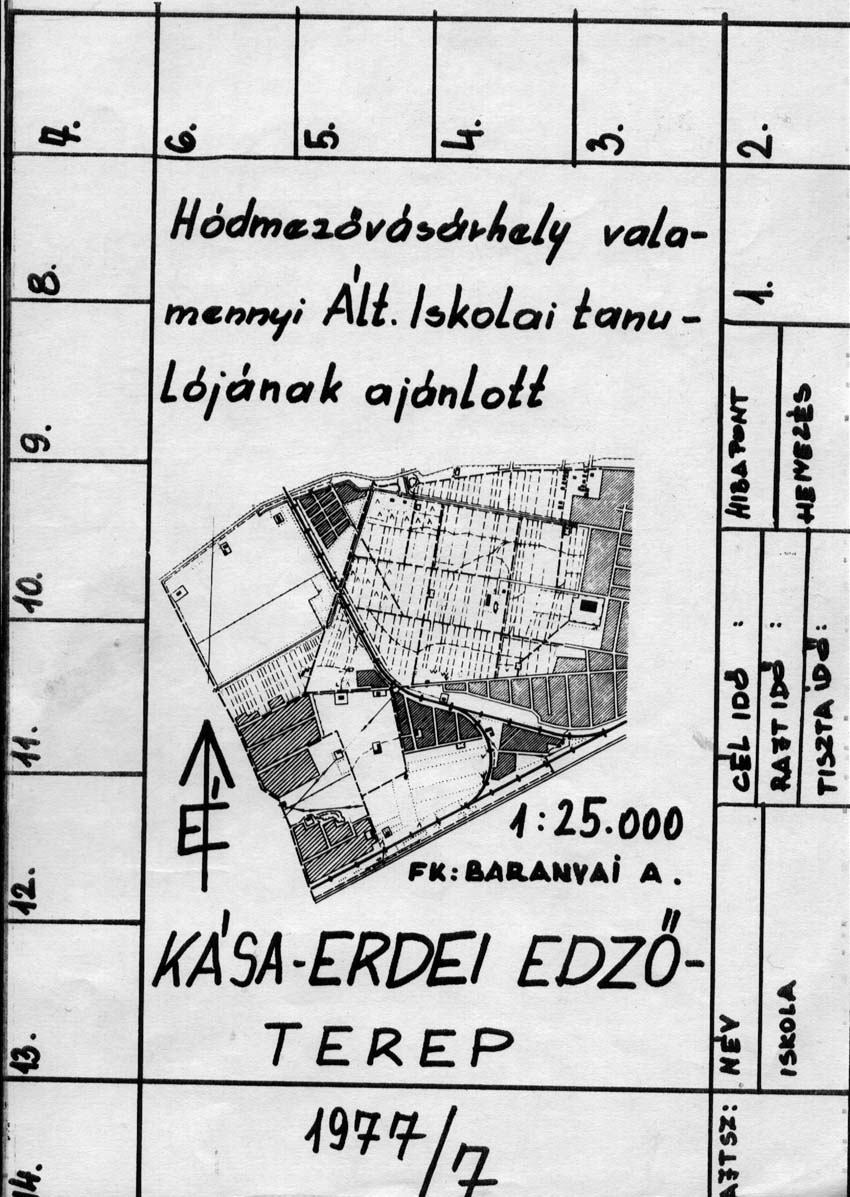 7.
6.
5.
4.
3.
2.
8.
9.
10.
11.
12.
13.
14.
1.
Hódmezővásárhely vala-
mennyi Ált. Iskolai tanu-
lójának ajánlott
É
1:25.000
FK: BARANYAI A.
KÁSA-ERDEI EDZŐ-
TEREP
1977/7
HIBAPONT
HELYEZÉS
CÉL IDŐ :
RAJT IDŐ :
TISZTA IDŐ :
NÉV
ISKOLA
RAJTSZ: